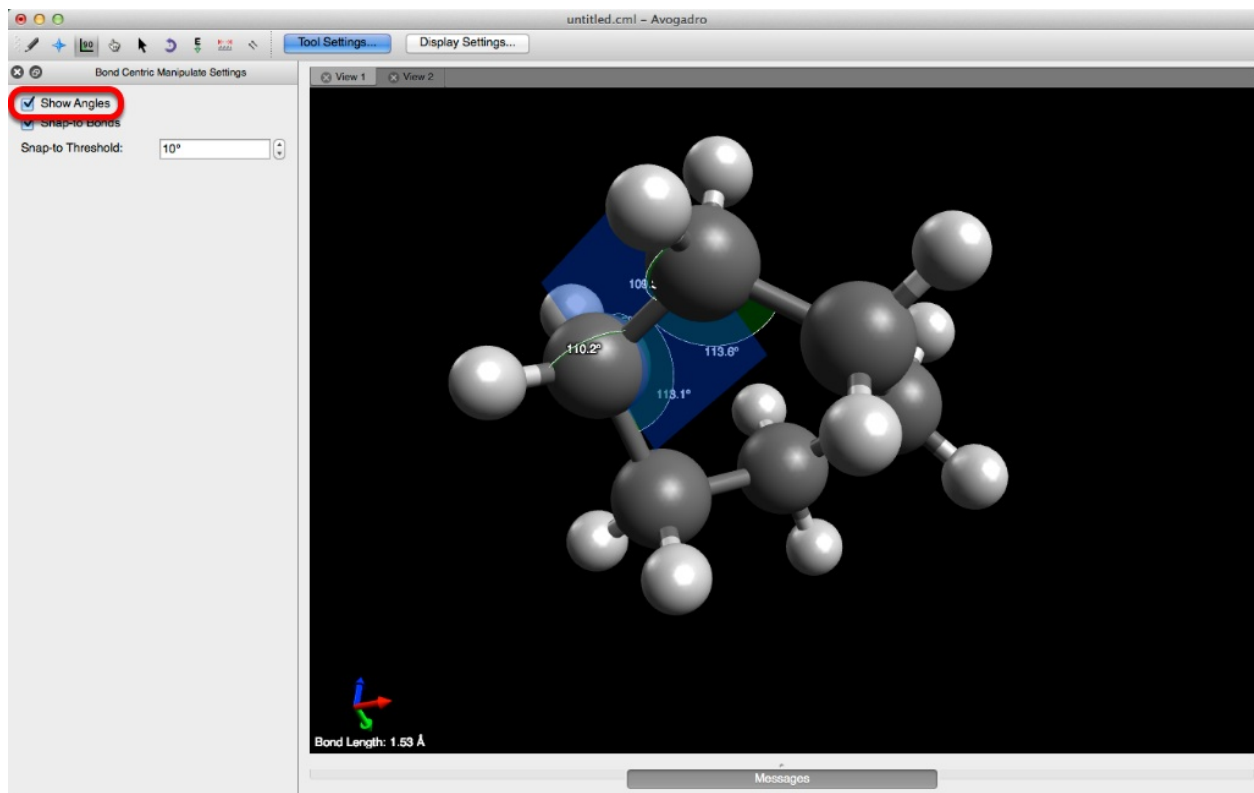 untitled.cml – Avogadro
90 E Tool Settings... Display Settings...
Bond Centric Manipulate Settings
View 1 View 2
Show Angles
Snap-to Bonds
Snap-to Threshold: 10°
110.2°
113.6°
113.1°
Bond Length: 1.53 Å
Messages